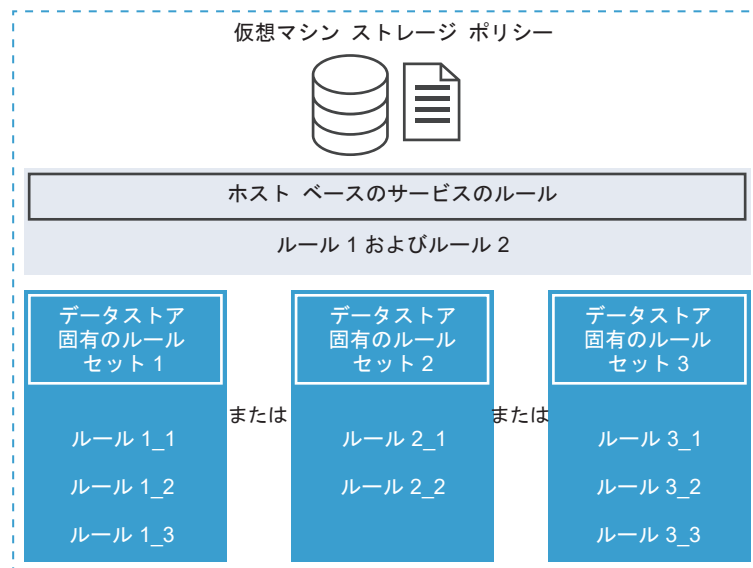 仮想マシン ストレージ ポリシー
ホスト ベースのサービスのルール
ルール 1 およびルール 2
データストア
固有のルール
セット 1
ルール 1_1
ルール 1_2
ルール 1_3
または
データストア
固有のルール
セット 2
ルール 2_1
ルール 2_2
または
データストア
固有のルール
セット 3
ルール 3_1
ルール 3_2
ルール 3_3